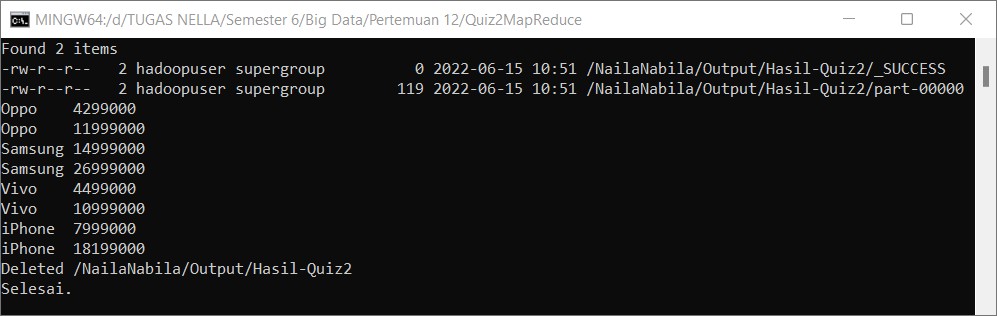 MINGW64:/d/TUGAS NELLA/Semester 6/Big Data/Pertemuan 12/Quiz2MapReduce
Found 2 items
-rw-r--r--   2 hadoopuser supergroup          0 2022-06-15 10:51 /NailaNabila/Output/Hasil-Quiz2/_SUCCESS
-rw-r--r--   2 hadoopuser supergroup        119 2022-06-15 10:51 /NailaNabila/Output/Hasil-Quiz2/part-00000
Oppo    4299000
Oppo    11999000
Samsung 14999000
Samsung 26999000
Vivo    4499000
Vivo    10999000
iPhone  7999000
iPhone  18199000
Deleted /NailaNabila/Output/Hasil-Quiz2
Selesai.